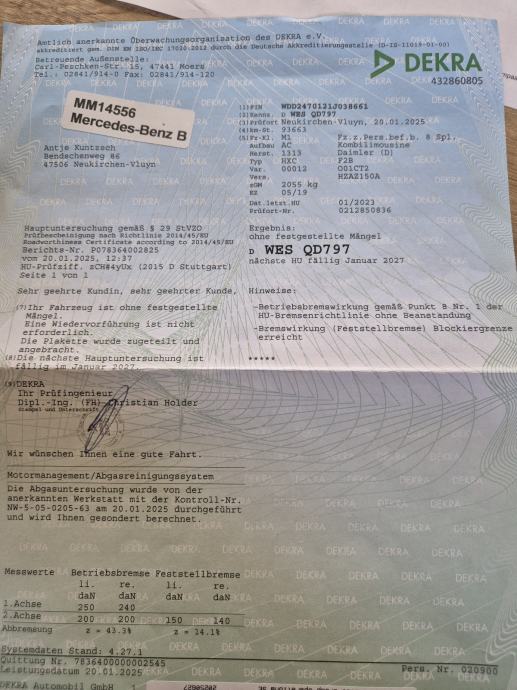 Amtlich anerkannte Überwachungsorganisation des DEKRA e.V.
akkreditiert gem. DIN EN ISO/IEC 17020:2012 durch die Deutsche Akkreditierungsstelle (D-IS-11019-01-00)
Betreuende Außenstelle:
Carl-Peschken-Str. 15, 47441 Moers
Tel.: 02841/914-0 Fax: 02841/914-120
DEKRA
432860805
MM14556
Mercedes-Benz B
Antje Kuntzsch
Bendschenweg 86
47506 Neukirchen-Vluyn
(1)FIN WDD2470131J038661
(2)Kennz. D WES QD797
(3)Prüfort Neukirchen-Vluyn, 20.01.2025
(4)km-St. 93663
(5)Fz-Kl. M1 Fz.z.Pers.bef.b. 8 Spl.
Aufbau AC Kombilimousine
Herst. 1313 Daimler (D)
Typ HXC F2B
Var. 00012 O01CT2
Vers. HZAZ150A
zGM 2055 kg
EZ 05/19
Dat.letzt.HU 01/2023
Prüfort-Nr. 0212850836
Hauptuntersuchung gemäß § 29 StVZO
Prüfbescheinigung nach Richtlinie 2014/45/EU
Roadworthiness Certificate according to 2014/45/EU
Berichts-Nr. P078364002825
vom 20.01.2025, 12:37
HU-Prüfziff. zCH#4yUx (2015 D Stuttgart)
Seite 1 von 1
Ergebnis:
ohne festgestellte Mängel
D WES QD797
nächste HU fällig Januar 2027
Sehr geehrte Kundin, sehr geehrter Kunde,
(7)Ihr Fahrzeug ist ohne festgestellte
Mängel.
Eine Wiedervorführung ist nicht
erforderlich.
Die Plakette wurde zugeteilt und
angebracht.
(8)Die nächste Hauptuntersuchung ist
fällig im Januar 2027.
Hinweise:
-Betriebsbremswirkung gemäß Punkt B Nr. 1 der
HU-Bremsenrichtlinie ohne Beanstandung
-Bremswirkung (Feststellbremse) Blockiergrenze
erreicht
*****
(9)DEKRA
Ihr Prüfingenieur
Dipl.-Ing. (FH) Christian Holder
Stempel und Unterschrift
Wir wünschen Ihnen eine gute Fahrt.
Motormanagement/Abgasreinigungssystem
Die Abgasuntersuchung wurde von der
anerkannten Werkstatt mit der Kontroll-Nr.
NW-5-05-0205-63 am 20.01.2025 durchgeführt
und wird Ihnen gesondert berechnet.
Messwerte Betriebsbremse Feststellbremse
li. re. li. re.
daN daN daN daN
1.Achse 250 240
2.Achse 200 200 150 140
Abbremsung z = 43.3% z = 14.1%
Systemdaten Stand: 4.27.1
Quittung Nr. 7836400000002545
Leistungsdatum 20.01.2025
Pers. Nr. 020900
DEKRA Automobil GmbH 1